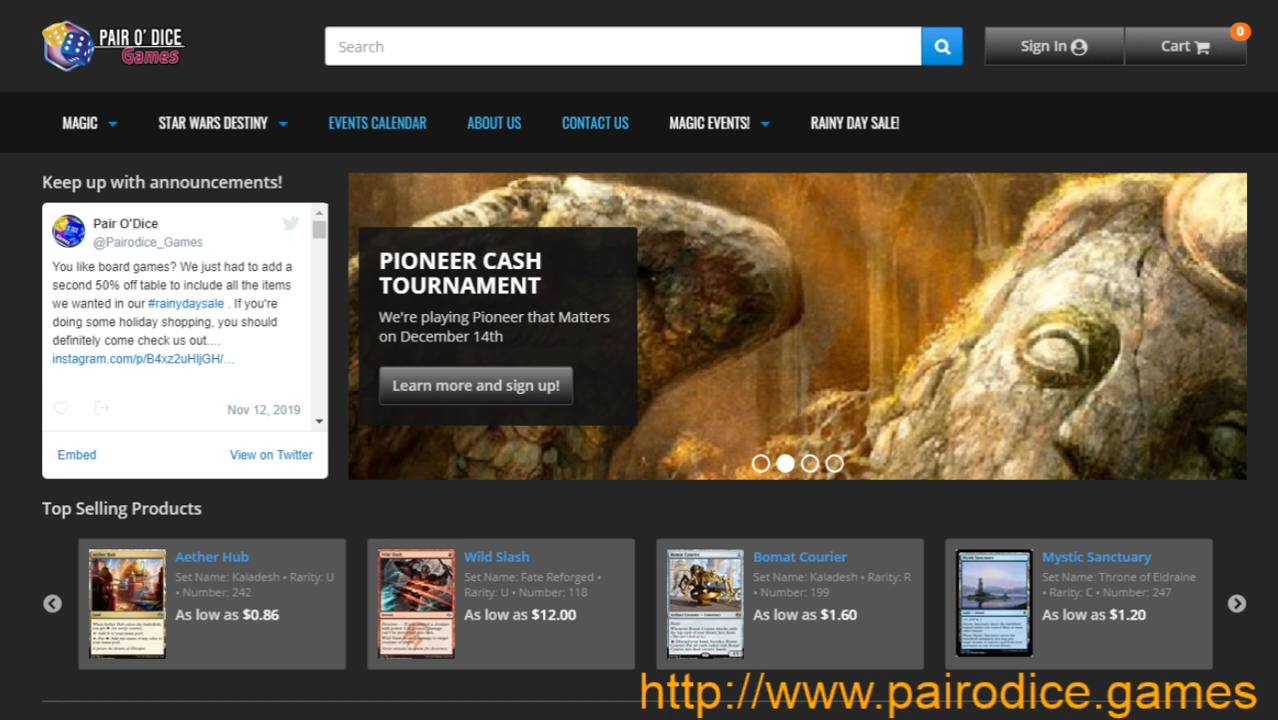 PAIR O' DICE
Games
Search
Sign In
Cart
0
MAGIC
STAR WARS DESTINY
EVENTS CALENDAR
ABOUT US
CONTACT US
MAGIC EVENTS!
RAINY DAY SALE!
Keep up with announcements!
Pair O'Dice
@Pairodice_Games
You like board games? We just had to add a
second 50% off table to include all the items
we wanted in our #rainydaysale . If you're
doing some holiday shopping, you should
definitely come check us out....
instagram.com/p/B4xz2uHljGH/...
Nov 12, 2019
Embed
View on Twitter
PIONEER CASH
TOURNAMENT
We're playing Pioneer that Matters
on December 14th
Learn more and sign up!
Top Selling Products
Aether Hub
Aether Hub
Set Name: Kaladesh • Rarity: U
• Number: 242
As low as $0.86
Wild Slash
Wild Slash
Set Name: Fate Reforged •
Rarity: U • Number: 118
As low as $12.00
Bomat Courier
Bomat Courier
Set Name: Kaladesh • Rarity: R
• Number: 199
As low as $1.60
Mystic Sanctuary
Mystic Sanctuary
Set Name: Throne of Eldraine
• Rarity: C • Number: 247
As low as $1.20
http://www.pairodice.games